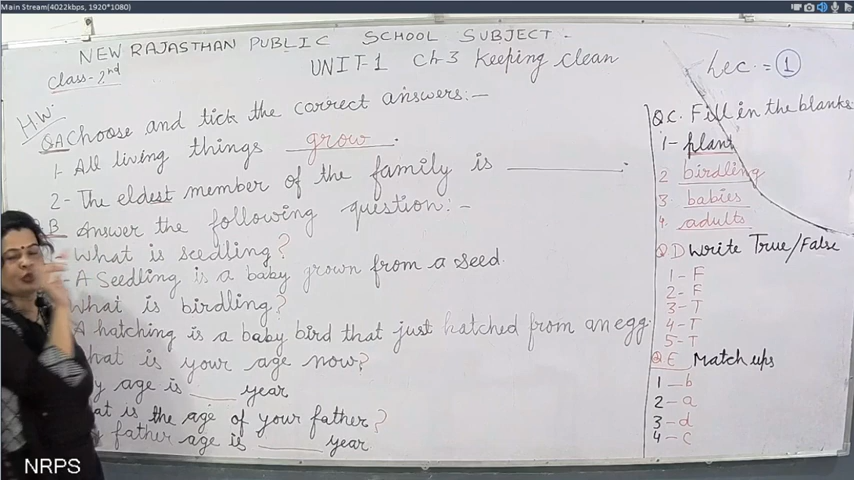 Main Stream(4022kbps, 1920*1080)
NEW RAJASTHAN PUBLIC SCHOOL SUBJECT -
Class-2nd
UNIT-1 Ch-3 Keeping clean
Lec. = 1
H.W.
QA Choose and tick the correct answers:-
1- All living things grow.
2- The eldest member of the family is ________.
B Answer the following question:-
What is seedling?
- A Seedling is a baby grown from a seed.
What is birdling?
A hatching is a baby bird that just hatched from an egg.
what is your age now?
age is ____ year
at is the age of your father?
father age is ______ year
QC. Fill in the blanks:
1- plant
2 birdling
3. babies
4. adults
Q D Write True/False
1- F
2- F
3- T
4- T
5- T
Q E Match ups
1 - b
2 - a
3 - d
4 - c
NRPS